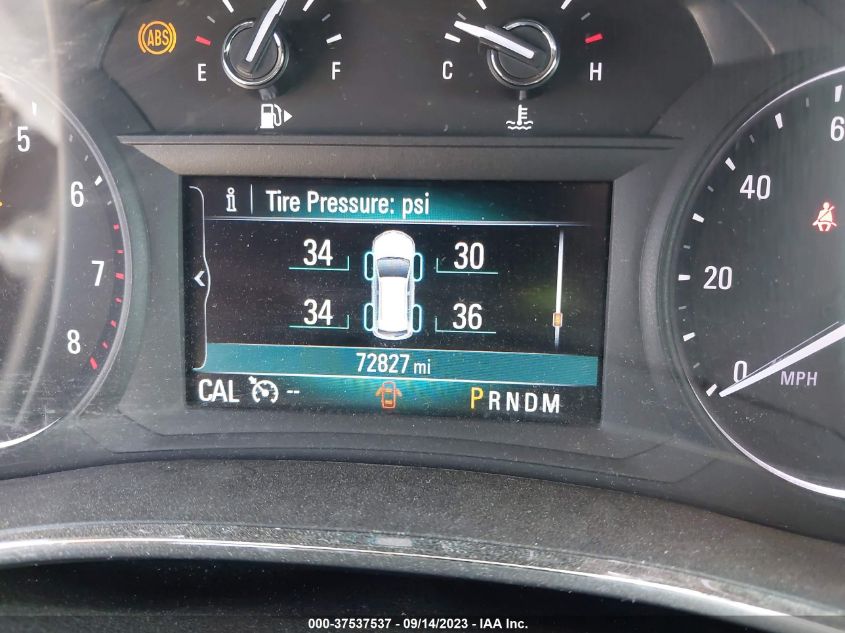 ABS
E F
C H
5
6
7
8
i Tire Pressure: psi
34 30
34 36
72827 mi
CAL -- PRNDM
6
40
20
0
MPH
000-37537537 - 09/14/2023 - IAA Inc.